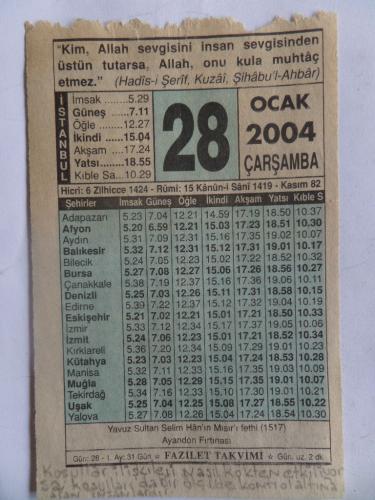 "Kim, Allah sevgisini insan sevgisinden
üstün tutarsa, Allah, onu kula muhtaç
etmez." (Hadîs-i Şerîf, Kuzâî, Şihâbu'l-Ahbâr)
İSTANBUL
İmsak ........5.29
Güneş .......7.11
Öğle .........12.27
İkindi ......15.04
Akşam .....17.24
Yatsı .......18.55
Kıble Sa...10.29
28
OCAK
2004
ÇARŞAMBA
Hicrî: 6 Zilhicce 1424 - Rûmî: 15 Kânûn-i Sânî 1419 - Kasım 82
Şehirler İmsak Güneş Öğle İkindi Akşam Yatsı Kıble S
Adapazarı 5.23 7.04 12.21 14.59 17.19 18.50 10.37
Afyon 5.20 6.59 12.21 15.03 17.23 18.51 10.30
Aydın 5.31 7.09 12.31 15.16 17.35 19.02 10.07
Balıkesir 5.32 7.12 12.31 15.12 17.31 19.01 10.17
Bilecik 5.24 7.05 12.23 15.02 17.22 18.52 10.32
Bursa 5.27 7.08 12.27 15.06 17.26 18.56 10.27
Çanakkale 5.38 7.19 12.37 15.16 17.36 19.06 10.11
Denizli 5.25 7.03 12.26 15.11 17.31 18.58 10.15
Edirne 5.39 7.22 12.37 15.12 17.32 19.04 10.19
Eskişehir 5.21 7.02 12.21 15.01 17.21 18.50 10.33
İzmir 5.33 7.12 12.34 15.17 17.37 19.05 10.06
İzmit 5.24 7.06 12.23 15.01 17.21 18.52 10.34
Kırklareli 5.36 7.20 12.34 15.09 17.29 19.01 10.23
Kütahya 5.23 7.03 12.23 15.04 17.24 18.53 10.28
Manisa 5.32 7.11 12.33 15.15 17.35 19.03 10.09
Muğla 5.28 7.05 12.29 15.15 17.35 19.01 10.07
Tekirdağ 5.34 7.16 12.33 15.09 17.29 19.00 10.21
Uşak 5.25 7.04 12.25 15.08 17.27 18.55 10.22
Yalova 5.27 7.08 12.26 15.04 17.24 18.54 10.30
Yavuz Sultan Selim Hân'ın Mısır'ı fethi (1517)
Ayandon Fırtınası
Gün: 28 - 1. Ay: 31 Gün ★ FAZİLET TAKVİMİ ★ Gün. uz. 2 dk.